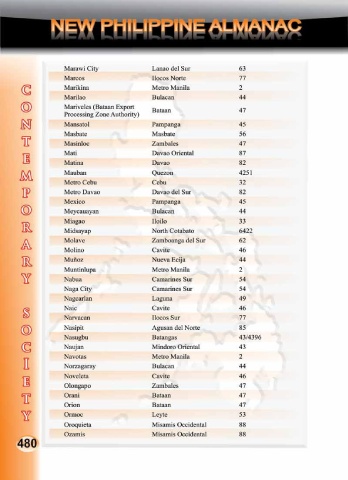 NEW PHILIPPINE ALMANAC
Marawi City Lanao del Sur 63
Marcos Ilocos Norte 77
Marikina Metro Manila 2
Marilao Bulacan 44
Mariveles (Bataan Export Processing Zone Authority) Bataan 47
Masantol Pampanga 45
Masbate Masbate 56
Masinloc Zambales 47
Mati Davao Oriental 87
Matina Davao 82
Mauban Quezon 4251
Metro Cebu Cebu 32
Metro Davao Davao del Sur 82
Mexico Pampanga 45
Meycauayan Bulacan 44
Miagao Iloilo 33
Midsayap North Cotabato 6422
Molave Zamboanga del Sur 62
Molino Cavite 46
Muñoz Nueva Ecija 44
Muntinlupa Metro Manila 2
Nabua Camarines Sur 54
Naga City Camarines Sur 54
Nagcarlan Laguna 49
Naic Cavite 46
Narvacan Ilocos Sur 77
Nasipit Agusan del Norte 85
Nasugbu Batangas 43/4396
Naujan Mindoro Oriental 43
Navotas Metro Manila 2
Norzagaray Bulacan 44
Noveleta Cavite 46
Olongapo Zambales 47
Orani Bataan 47
Orion Bataan 47
Ormoc Leyte 53
Oroquieta Misamis Occidental 88
Ozamis Misamis Occidental 88
CONTEMPORARY SOCIETY
480